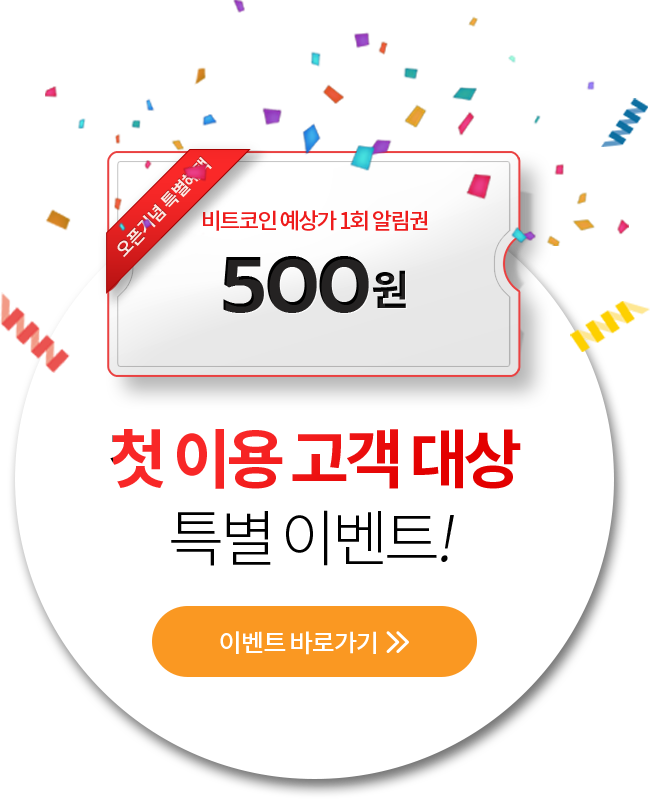 오픈기념 특별혜택
비트코인 예상가 1회 알림권
500원
첫 이용 고객 대상
특별 이벤트!
이벤트 바로가기